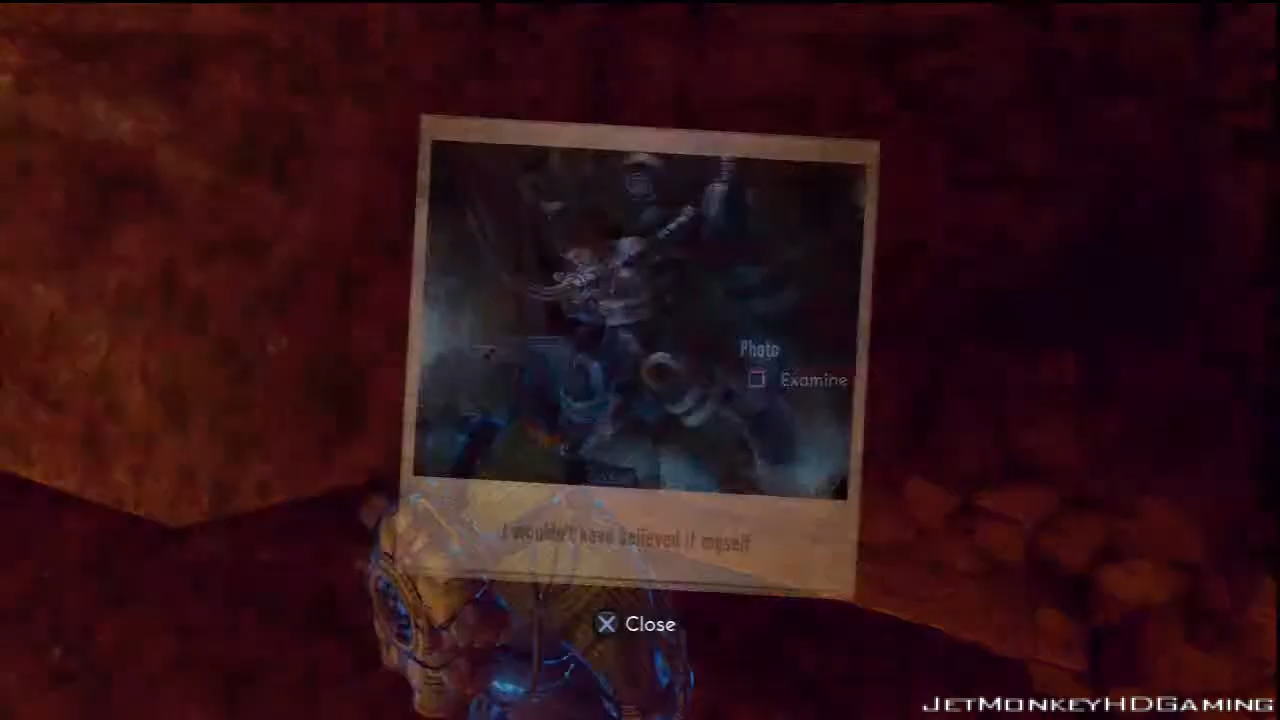 Photo
Examine
I wouldn't have believed it myself
Close
JetMonkeyHDGaming